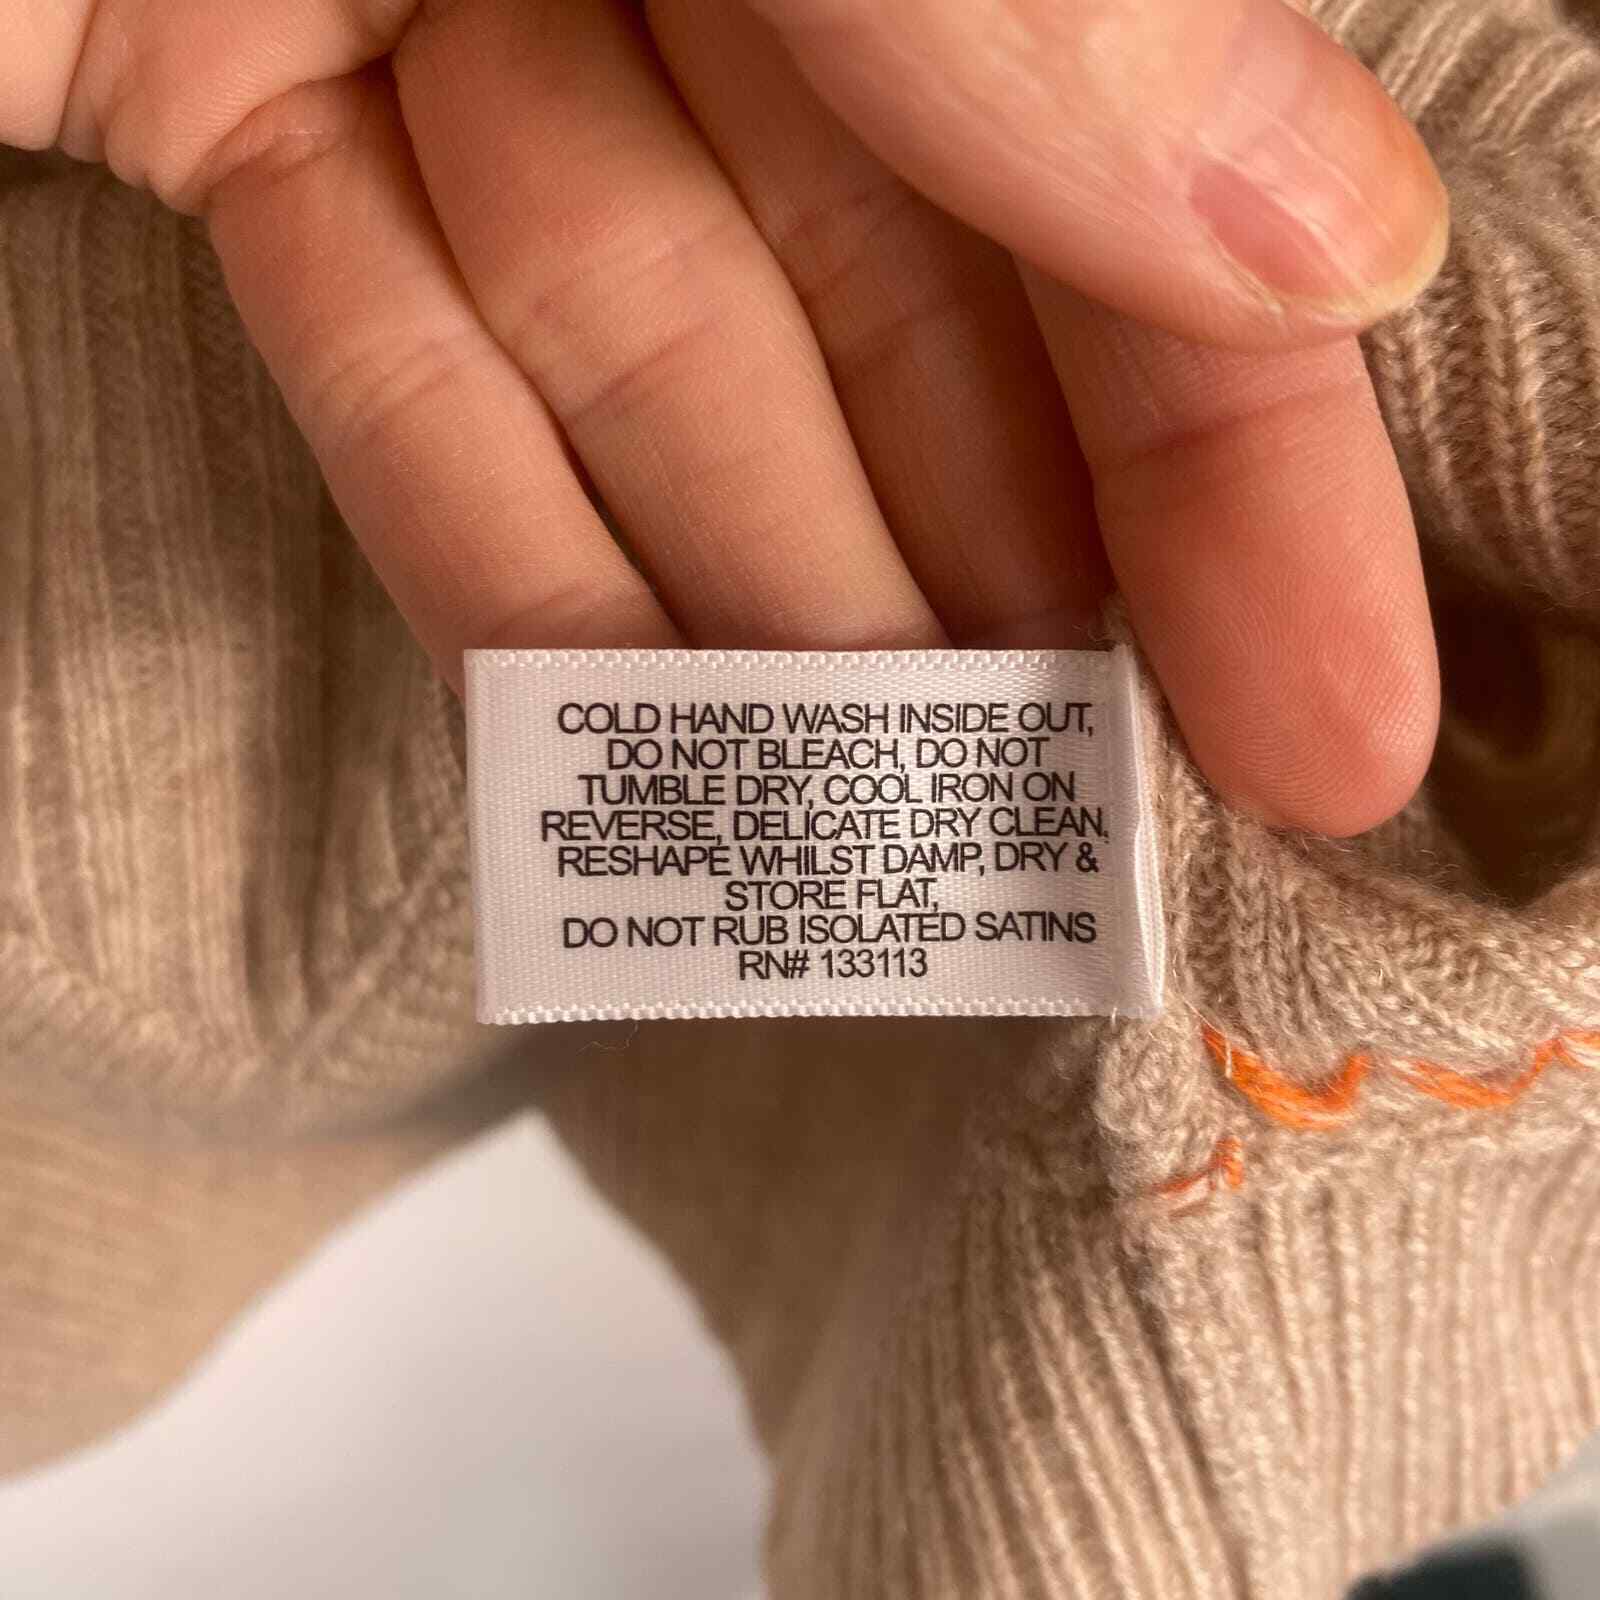 COLD HAND WASH INSIDE OUT,
DO NOT BLEACH, DO NOT
TUMBLE DRY, COOL IRON ON
REVERSE, DELICATE DRY CLEAN.
RESHAPE WHILST DAMP, DRY &
STORE FLAT,
DO NOT RUB ISOLATED SATINS
RN# 133113